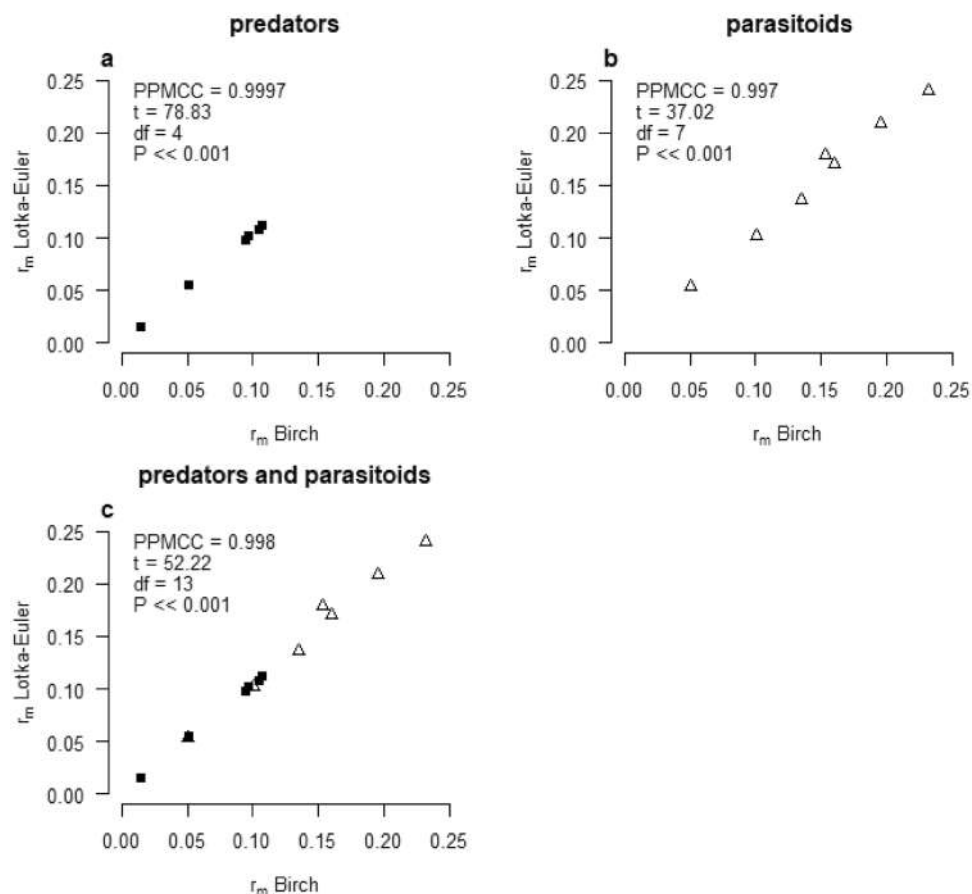 predators
a
PPMCC = 0.9997
t = 78.83
df = 4
P << 0.001
0.25
0.20
0.15
0.10
0.05
0.00
rm Lotka-Euler
0.00 0.05 0.10 0.15 0.20 0.25
rm Birch
parasitoids
b
PPMCC = 0.997
t = 37.02
df = 7
P << 0.001
0.25
0.20
0.15
0.10
0.05
0.00
rm Lotka-Euler
0.00 0.05 0.10 0.15 0.20 0.25
rm Birch
predators and parasitoids
c
PPMCC = 0.998
t = 52.22
df = 13
P << 0.001
0.25
0.20
0.15
0.10
0.05
0.00
rm Lotka-Euler
0.00 0.05 0.10 0.15 0.20 0.25
rm Birch